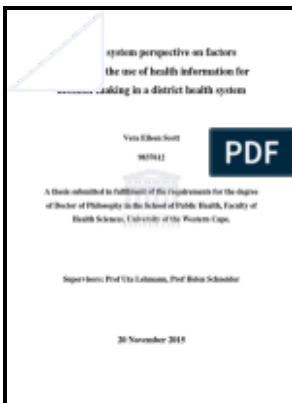 system perspective on factors
the use of health information for
making in a district health system
Vera Eileen Scott
PDF
A thesis submitted in fulfilment of the requirements for the degree
of Doctor of Philosophy in the School of Public Health, Faculty of
Health Sciences, University of the Western Cape.
Supervisors: Prof Uta Lehmann, Prof Helen Schneider
20 November 2015